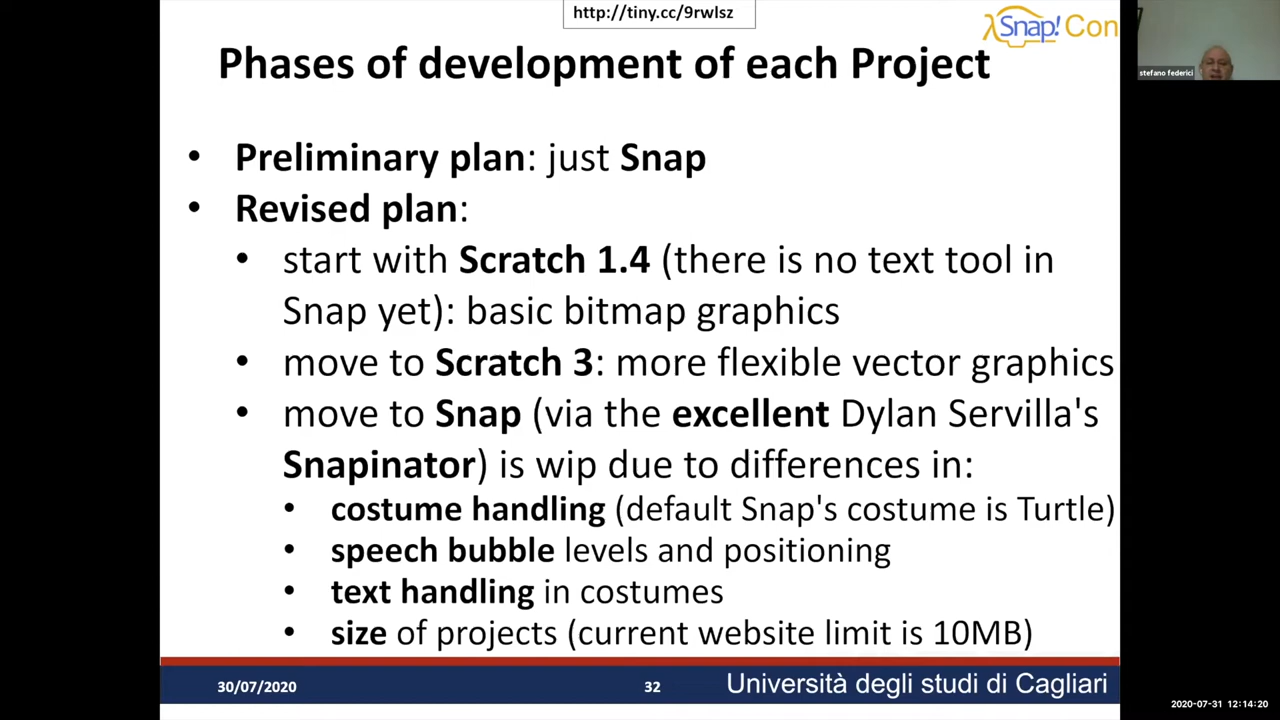 http://tiny.cc/9rwlsz
λSnap! Con
stefano federici
Phases of development of each Project
• Preliminary plan: just Snap
• Revised plan:
• start with Scratch 1.4 (there is no text tool in
Snap yet): basic bitmap graphics
• move to Scratch 3: more flexible vector graphics
• move to Snap (via the excellent Dylan Servilla's
Snapinator) is wip due to differences in:
• costume handling (default Snap's costume is Turtle)
• speech bubble levels and positioning
• text handling in costumes
• size of projects (current website limit is 10MB)
30/07/2020
32
Università degli studi di Cagliari
2020-07-31 12:14:20